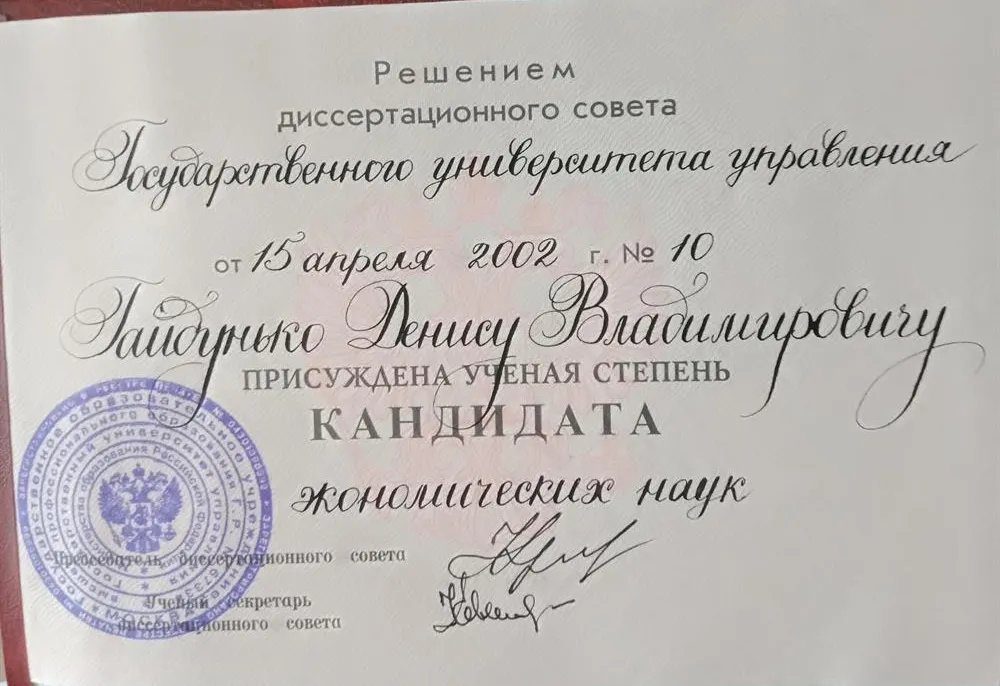 Решением
диссертационного совета
Государственного университета управления
от 15 апреля 2002 г. № 10
Гайдунько Денису Владимировичу
ПРИСУЖДЕНА УЧЕНАЯ СТЕПЕНЬ
КАНДИДАТА
экономических наук
Председатель диссертационного совета
Ученый секретарь
диссертационного совета